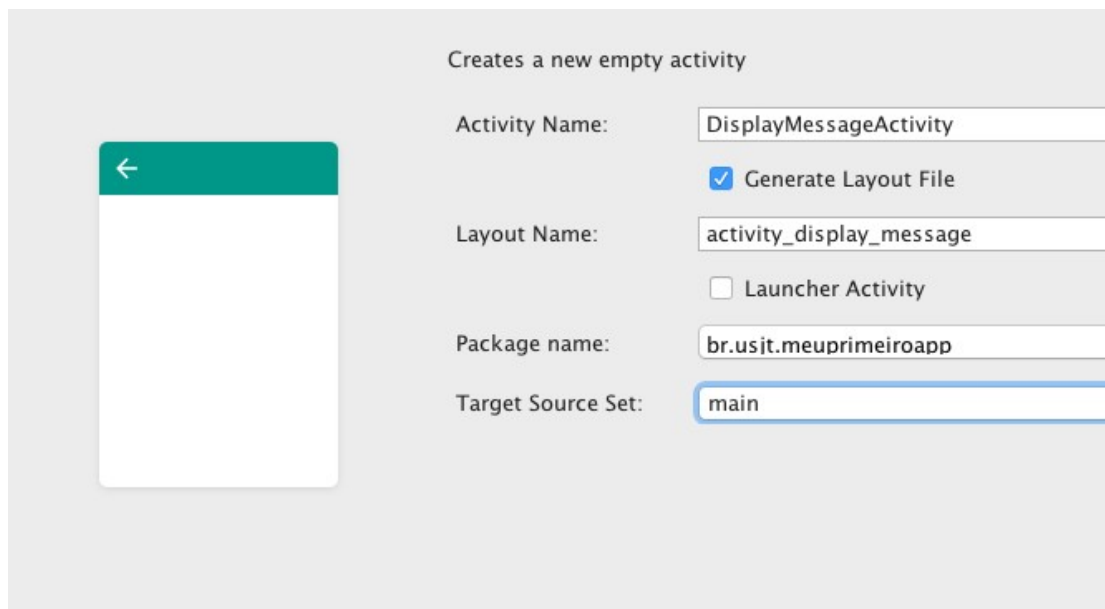 Creates a new empty activity
Activity Name: DisplayMessageActivity
Generate Layout File
Layout Name: activity_display_message
Launcher Activity
Package name: br.usjt.meuprimeiroapp
Target Source Set: main